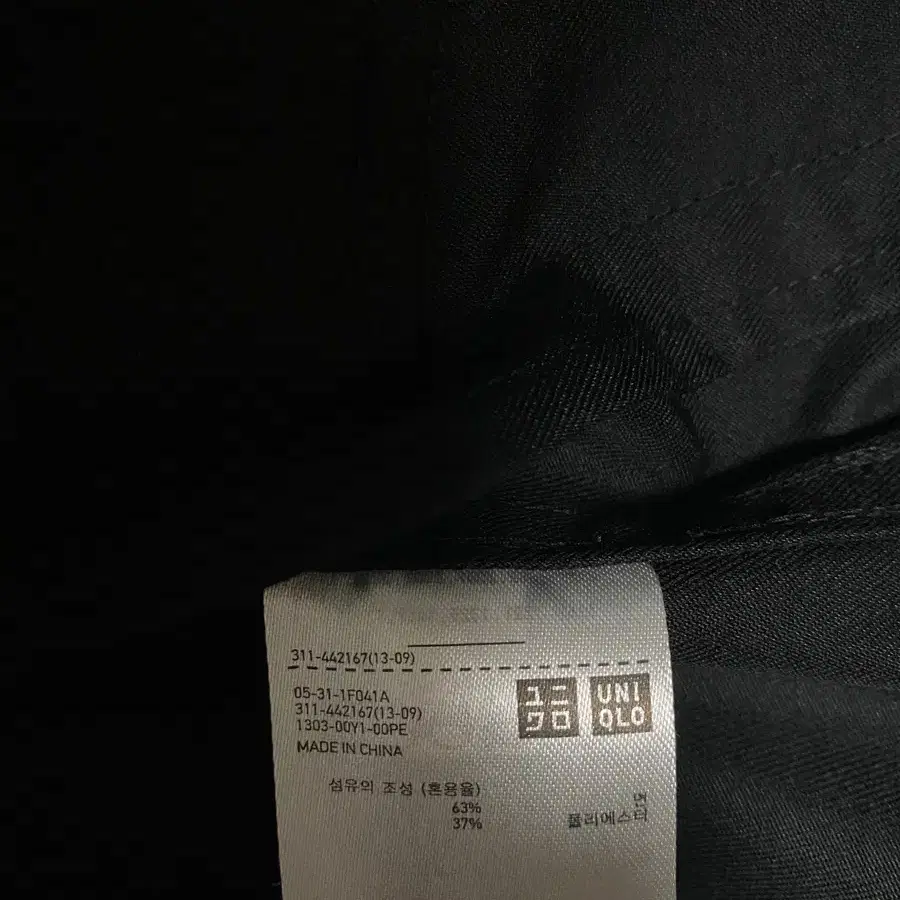 311-442167(13-09)
05-31-1F041A
311-442167(13-09)
1303-00Y1-00PE
MADE IN CHINA
ユニ
クロ
UNI
QLO
섬유의 조성 (혼용율)
63% 면
37% 폴리에스터